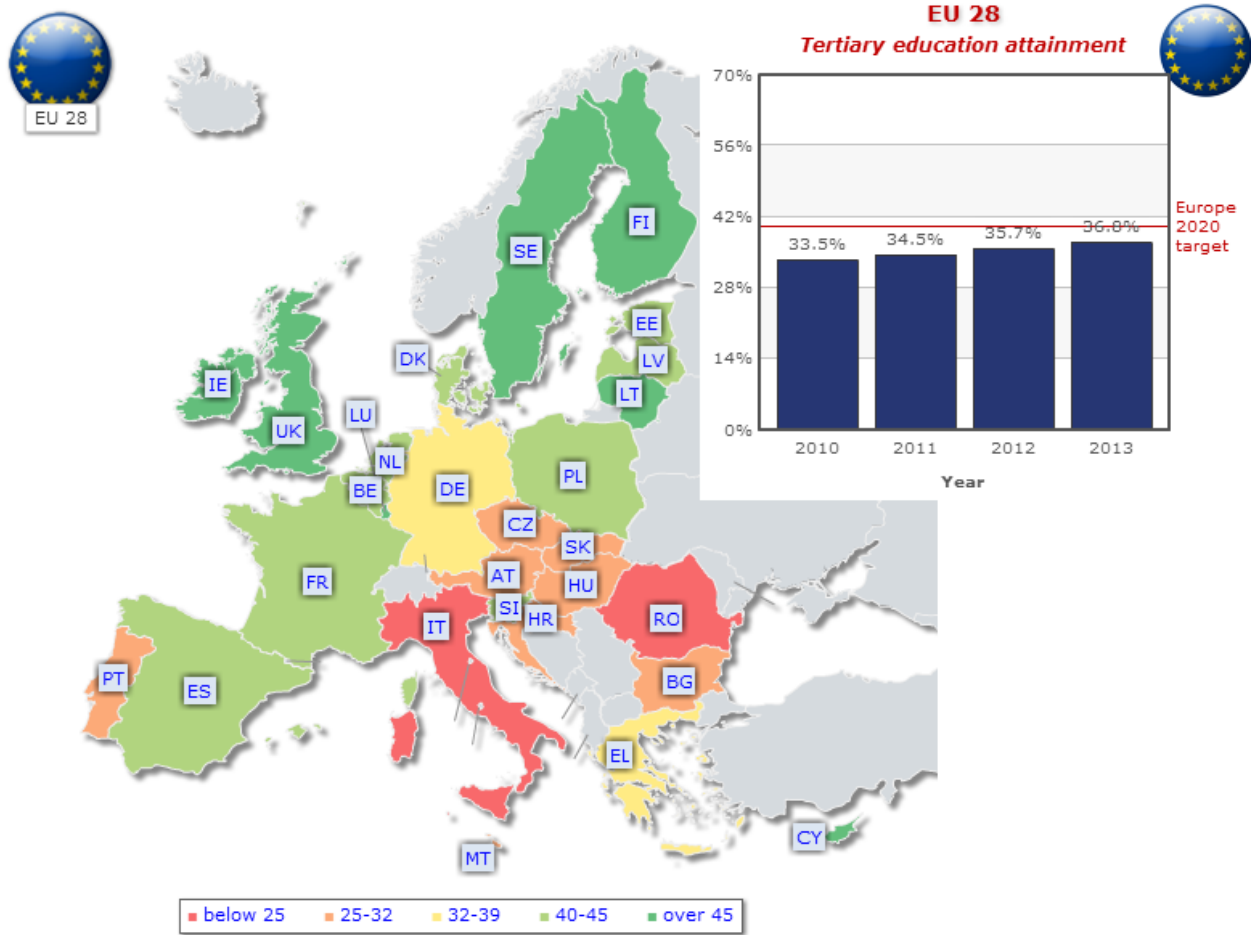 EU 28
EU 28
Tertiary education attainment
70%
56%
42%
28%
14%
0%
33.5%
34.5%
35.7%
Europe
2020
target
2010
2011
2012
2013
Year
FI
SE
EE
LV
LT
DK
IE
UK
LU
NL
BE
DE
PL
CZ
SK
FR
AT
HU
SI
HR
IT
RO
PT
ES
BG
EL
CY
MT
below 25
25-32
32-39
40-45
over 45